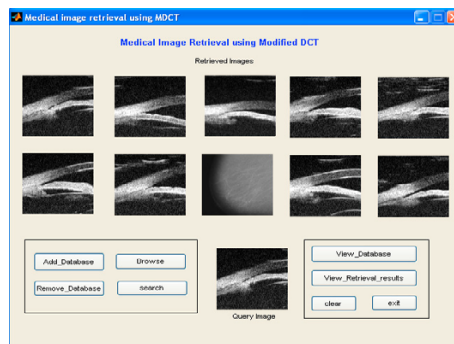 Medical image retrieval using MDCT
Medical Image Retrieval using Modified DCT
Retrieved Images
Add_Database
Browse
Remove_Database
search
Query Image
View_Database
View_Retrieval_results
clear
exit